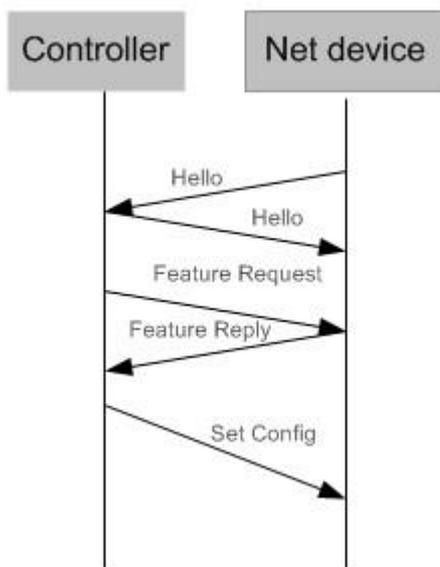 Controller
Net device
Hello
Hello
Feature Request
Feature Reply
Set Config